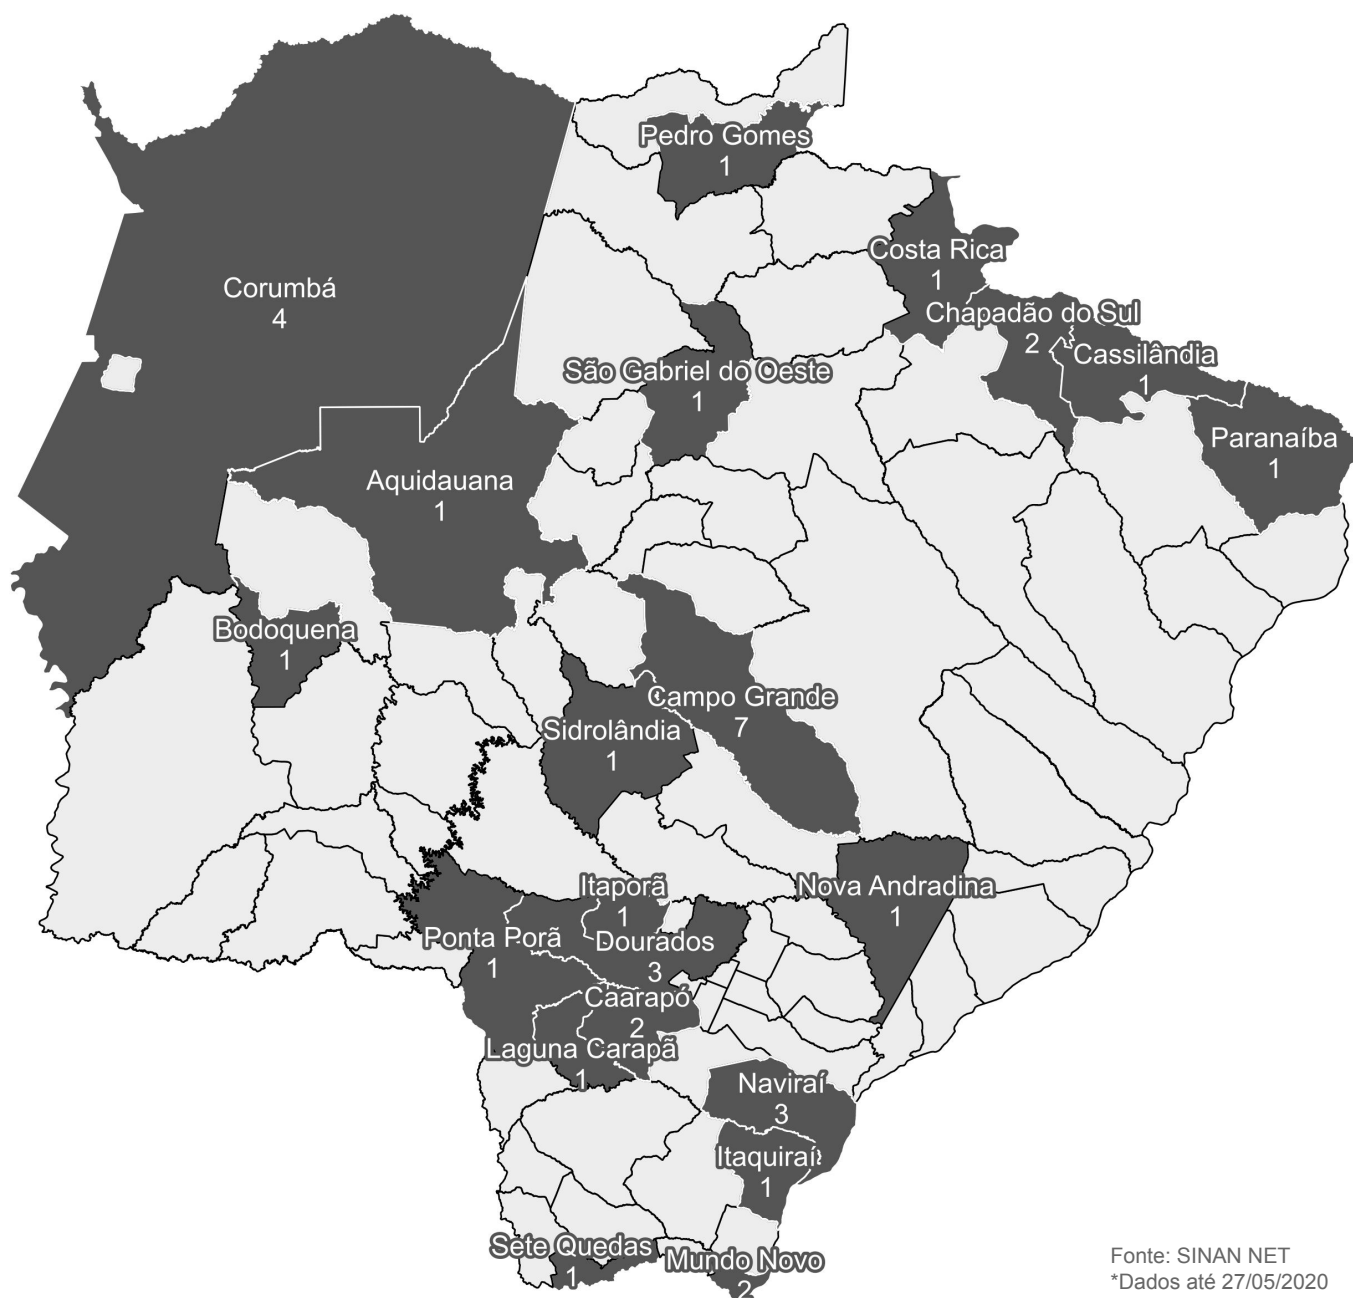 Pedro Gomes
1
Costa Rica
1
Corumbá
4
Chapadão do Sul
2
Cassilândia
1
São Gabriel do Oeste
1
Paranaíba
1
Aquidauana
1
Bodoquena
1
Campo Grande
7
Sidrolândia
1
Itaporã
1
Nova Andradina
1
Ponta Porã
1
Dourados
3
Caarapó
2
Laguna Carapã
1
Naviraí
3
Itaquiraí
1
Sete Quedas
1
Mundo Novo
2
Fonte: SINAN NET
*Dados até 27/05/2020